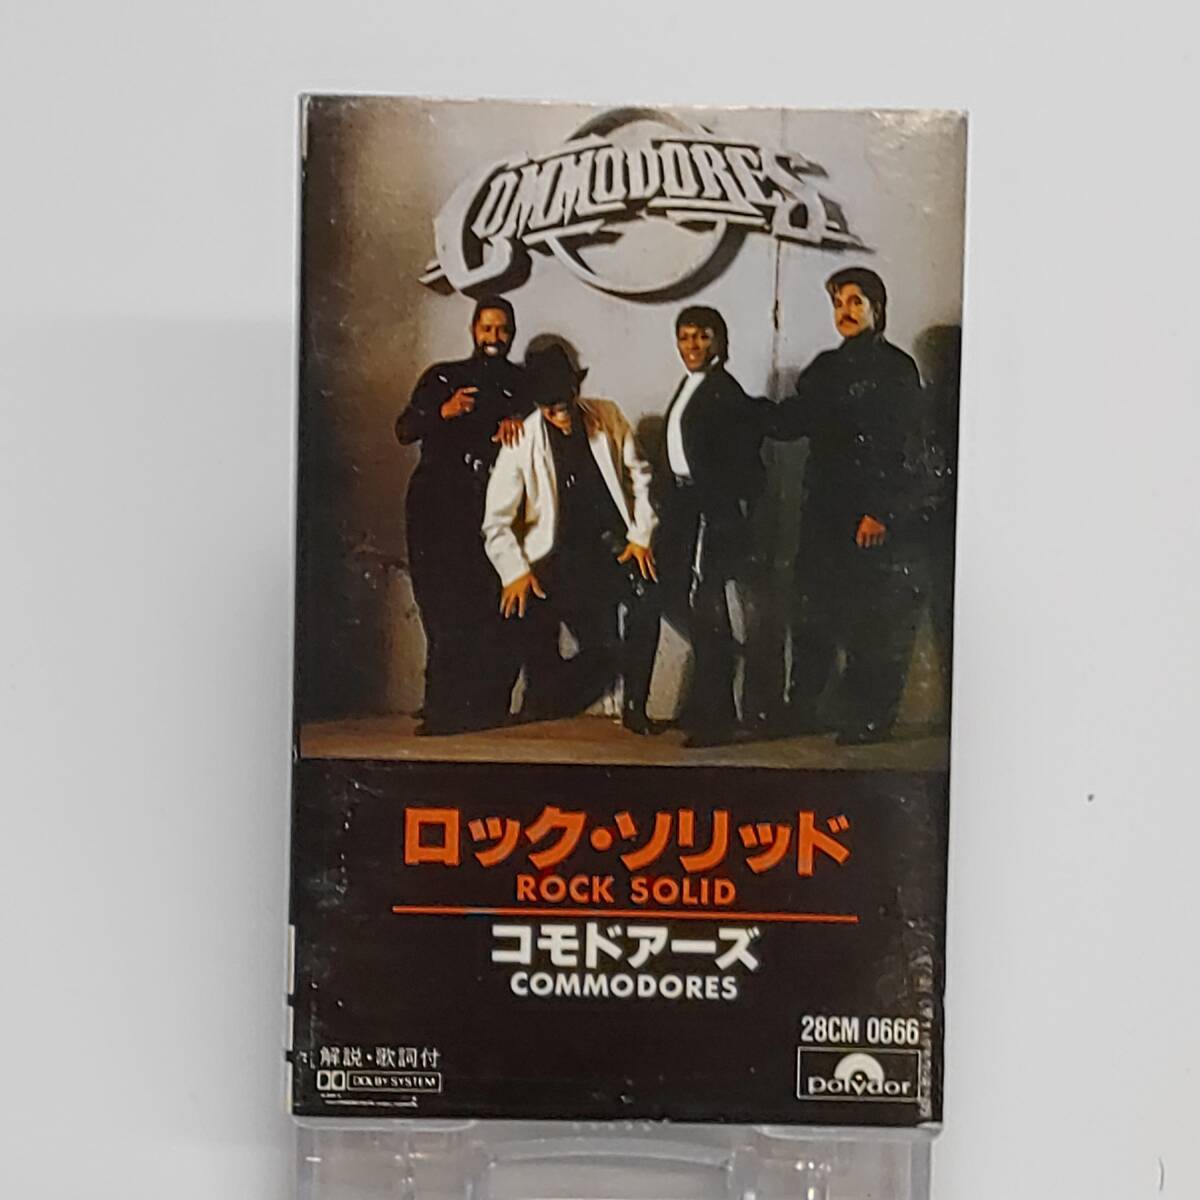 COMMODORES
ロック・ソリッド
ROCK SOLID
コモドアーズ
COMMODORES
28CM 0666
polydor
解説・歌詞付
DOLBY SYSTEM